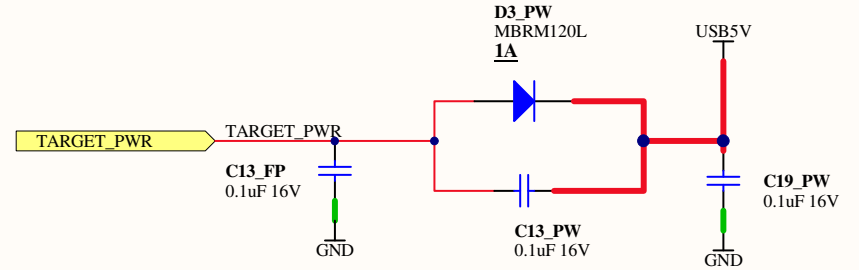 D3_PW
MBRM120L
1A
USB5V
TARGET_PWR
TARGET_PWR
C13_FP
0.1uF 16V
GND
C13_PW
0.1uF 16V
C19_PW
0.1uF 16V
GND